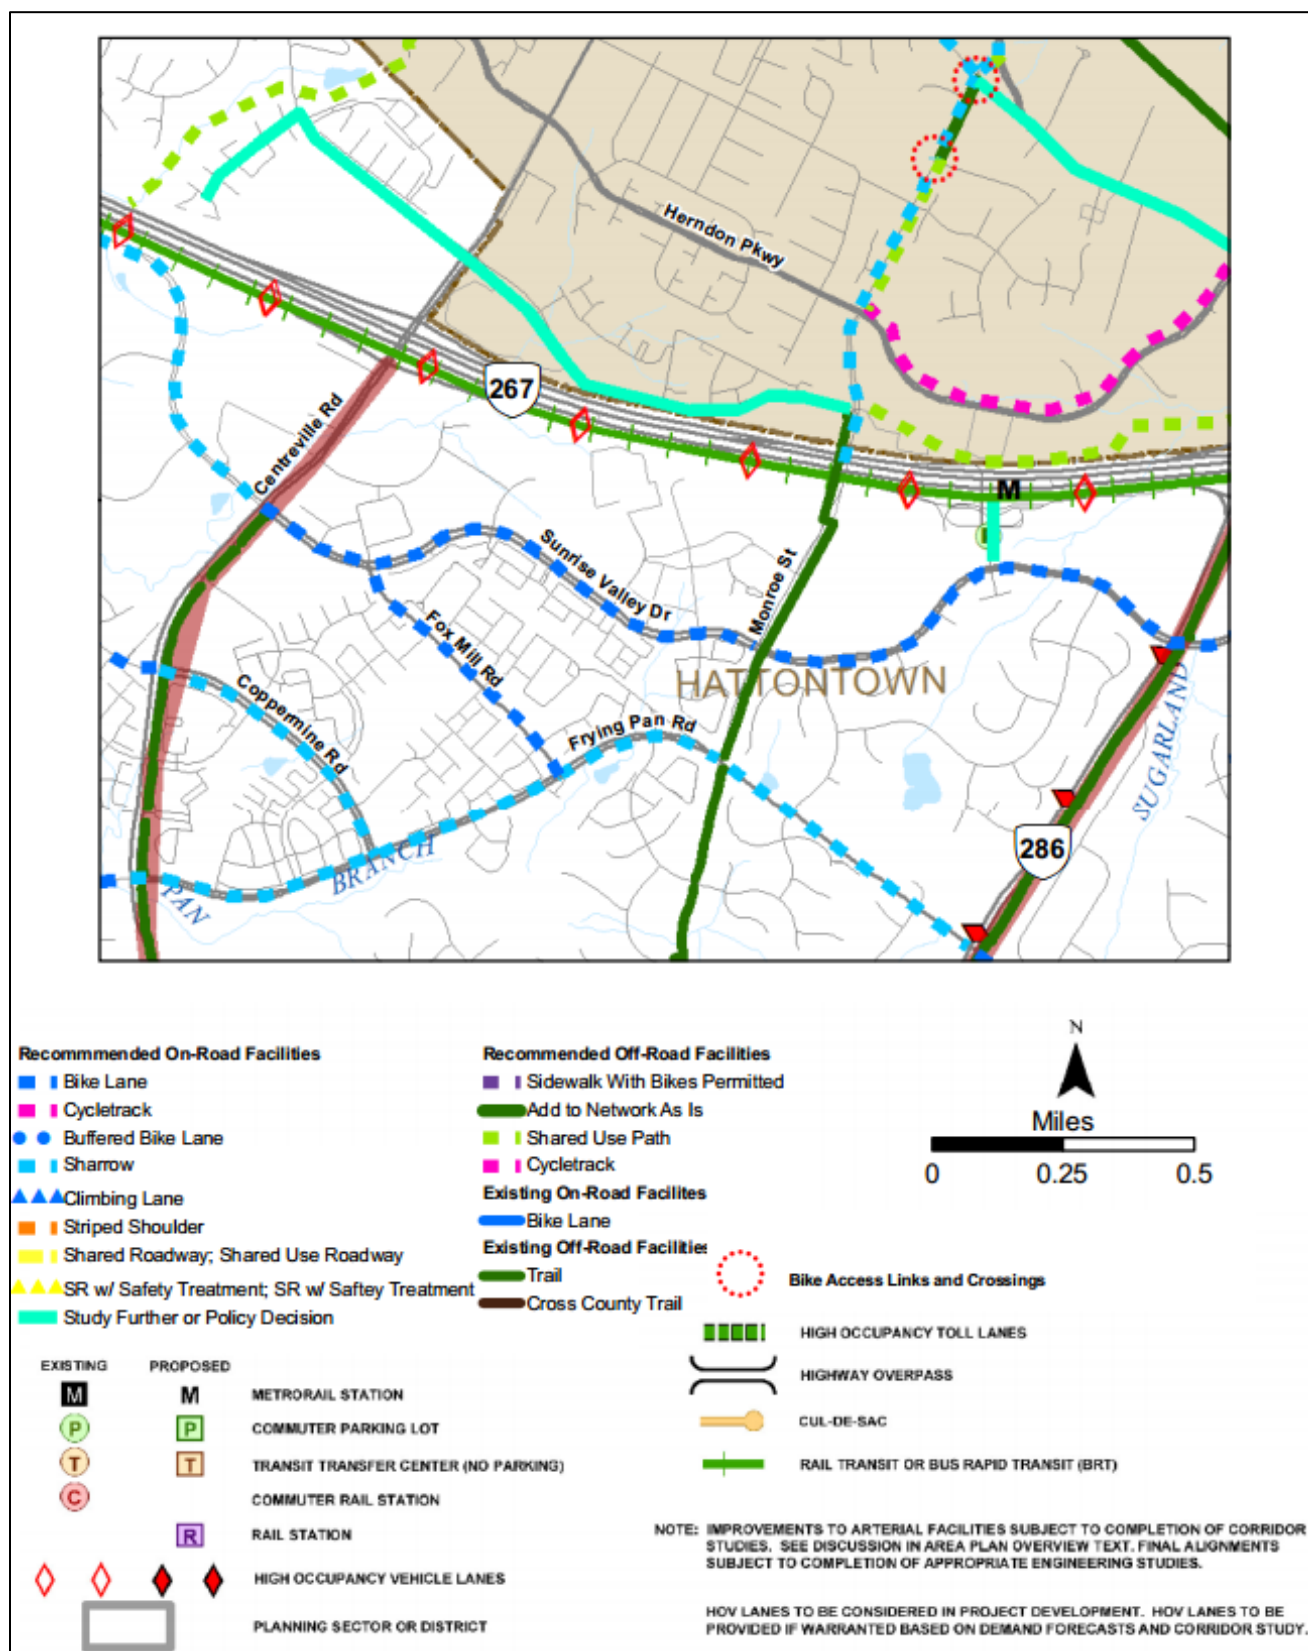 Herndon Pkwy
267
Centreville Rd
M
Sunrise Valley Dr
Monroe St
Fox Mill Rd
HATTONTOWN
Coppermine Rd
Frying Pan Rd
SUGARLAND
286
BRANCH
PAN
N
Miles
0 0.25 0.5
Recommmended On-Road Facilities
Bike Lane
Cycletrack
Buffered Bike Lane
Sharrow
Climbing Lane
Striped Shoulder
Shared Roadway; Shared Use Roadway
SR w/ Safety Treatment; SR w/ Saftey Treatment
Study Further or Policy Decision
Recommended Off-Road Facilities
Sidewalk With Bikes Permitted
Add to Network As Is
Shared Use Path
Cycletrack
Existing On-Road Facilites
Bike Lane
Existing Off-Road Facilities
Trail
Cross County Trail
Bike Access Links and Crossings
HIGH OCCUPANCY TOLL LANES
HIGHWAY OVERPASS
CUL-DE-SAC
RAIL TRANSIT OR BUS RAPID TRANSIT (BRT)
EXISTING PROPOSED
M M METRORAIL STATION
P P COMMUTER PARKING LOT
T T TRANSIT TRANSFER CENTER (NO PARKING)
C COMMUTER RAIL STATION
R RAIL STATION
HIGH OCCUPANCY VEHICLE LANES
PLANNING SECTOR OR DISTRICT
NOTE: IMPROVEMENTS TO ARTERIAL FACILITIES SUBJECT TO COMPLETION OF CORRIDOR
STUDIES. SEE DISCUSSION IN AREA PLAN OVERVIEW TEXT. FINAL ALIGNMENTS
SUBJECT TO COMPLETION OF APPROPRIATE ENGINEERING STUDIES.
HOV LANES TO BE CONSIDERED IN PROJECT DEVELOPMENT. HOV LANES TO BE
PROVIDED IF WARRANTED BASED ON DEMAND FORECASTS AND CORRIDOR STUDY.